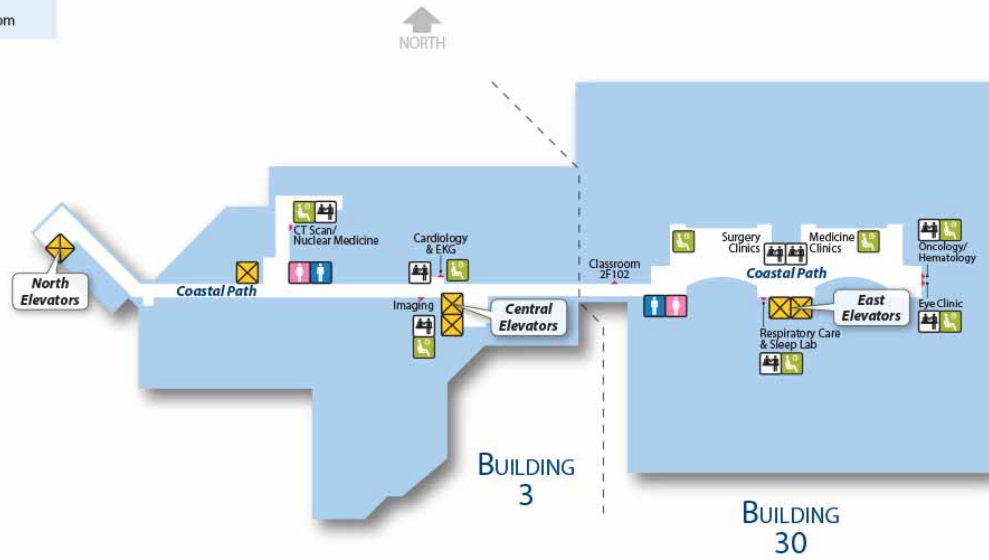 NORTH
CT Scan/
Nuclear Medicine
Cardiology
& EKG
Surgery
Clinics
Medicine
Clinics
Oncology/
Hematology
Classroom
2F102
Coastal Path
North
Elevators
Coastal Path
Imaging
Central
Elevators
East
Elevators
Eye Clinic
Respiratory Care
& Sleep Lab
BUILDING
3
BUILDING
30